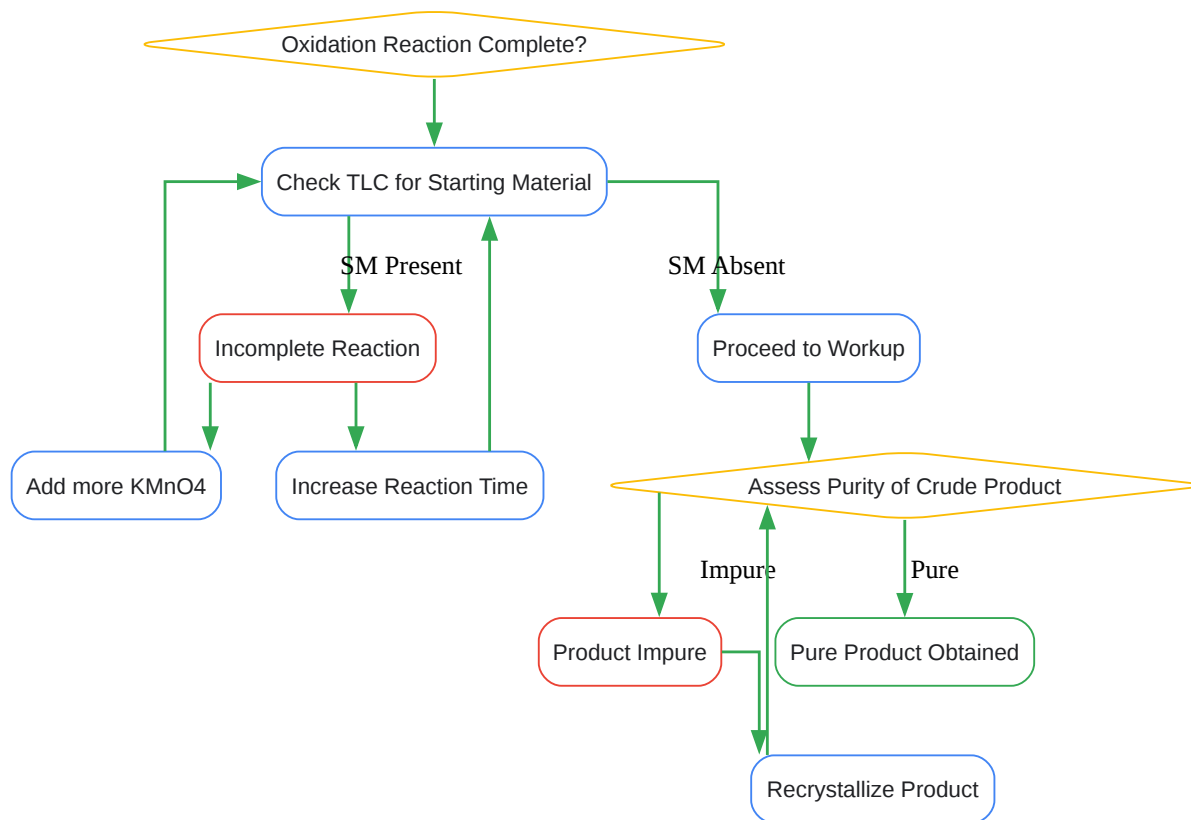 Oxidation Reaction Complete?
Check TLC for Starting Material
SM Present
SM Absent
Incomplete Reaction
Proceed to Workup
Add more KMnO4
Increase Reaction Time
Assess Purity of Crude Product
Impure
Pure
Product Impure
Pure Product Obtained
Recrystallize Product